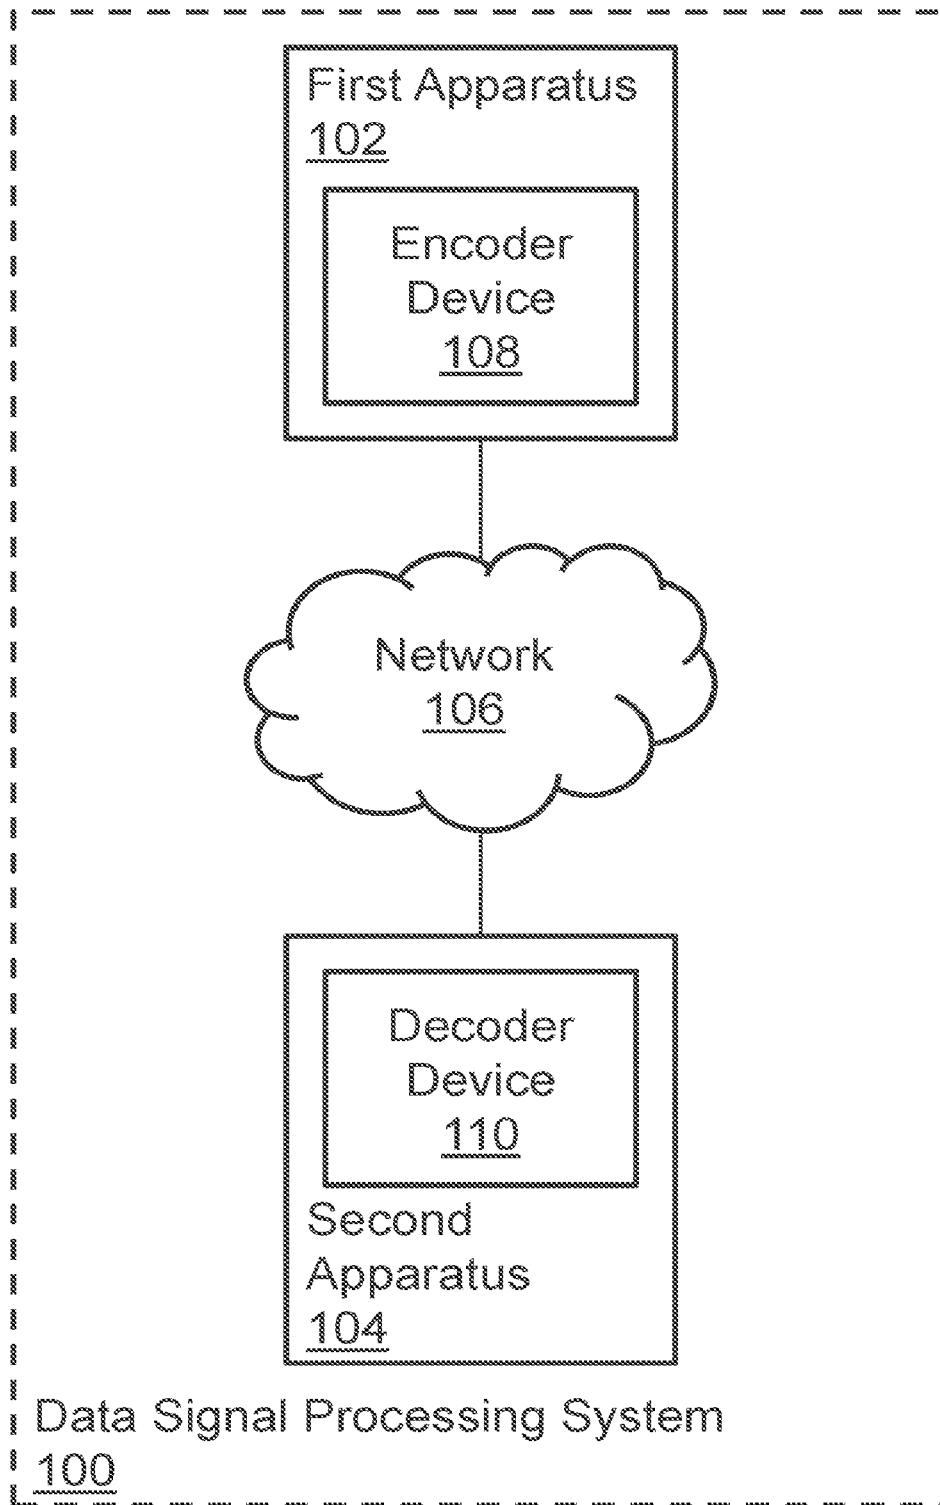 First Apparatus
102
Encoder
Device
108
Network
106
Decoder
Device
110
Second
Apparatus
104
Data Signal Processing System
100